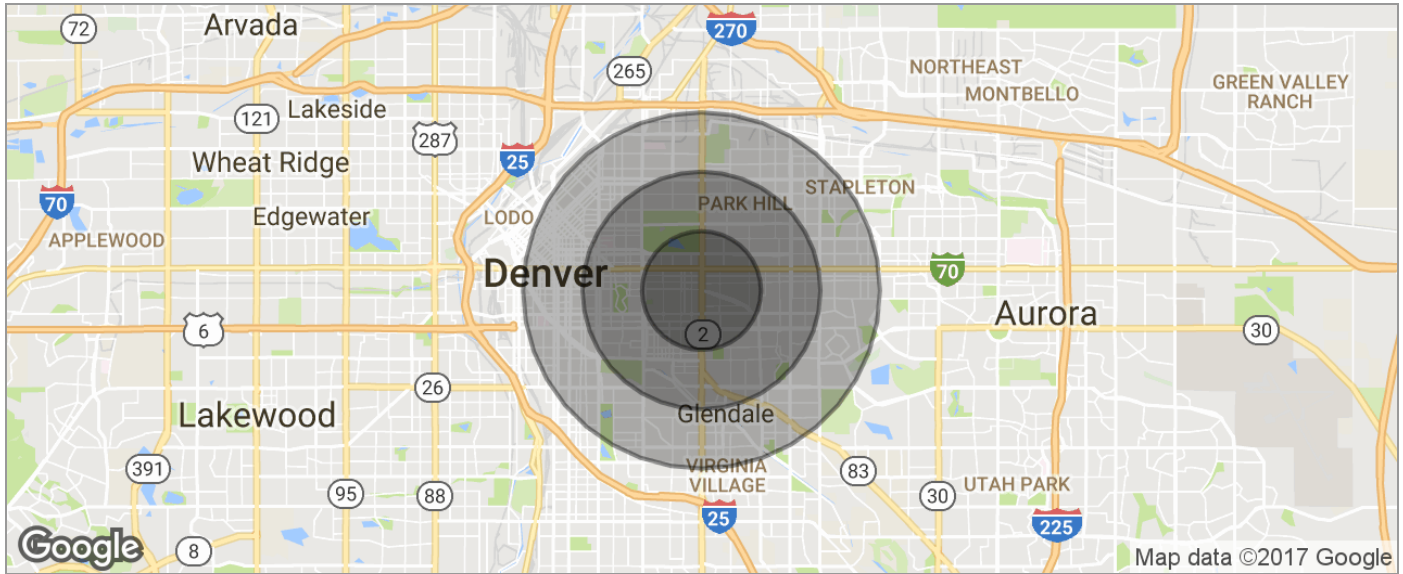 72
Arvada
270
265
NORTHEAST
MONTBELLO
GREEN VALLEY
RANCH
121
Lakeside
287
25
Wheat Ridge
70
Edgewater
LODO
PARK HILL
STAPLETON
APPLEWOOD
Denver
70
6
2
Aurora
30
26
Lakewood
Glendale
391
95
88
VIRGINIA
VILLAGE
83
30
UTAH PARK
25
225
8
Google
Map data ©2017 Google